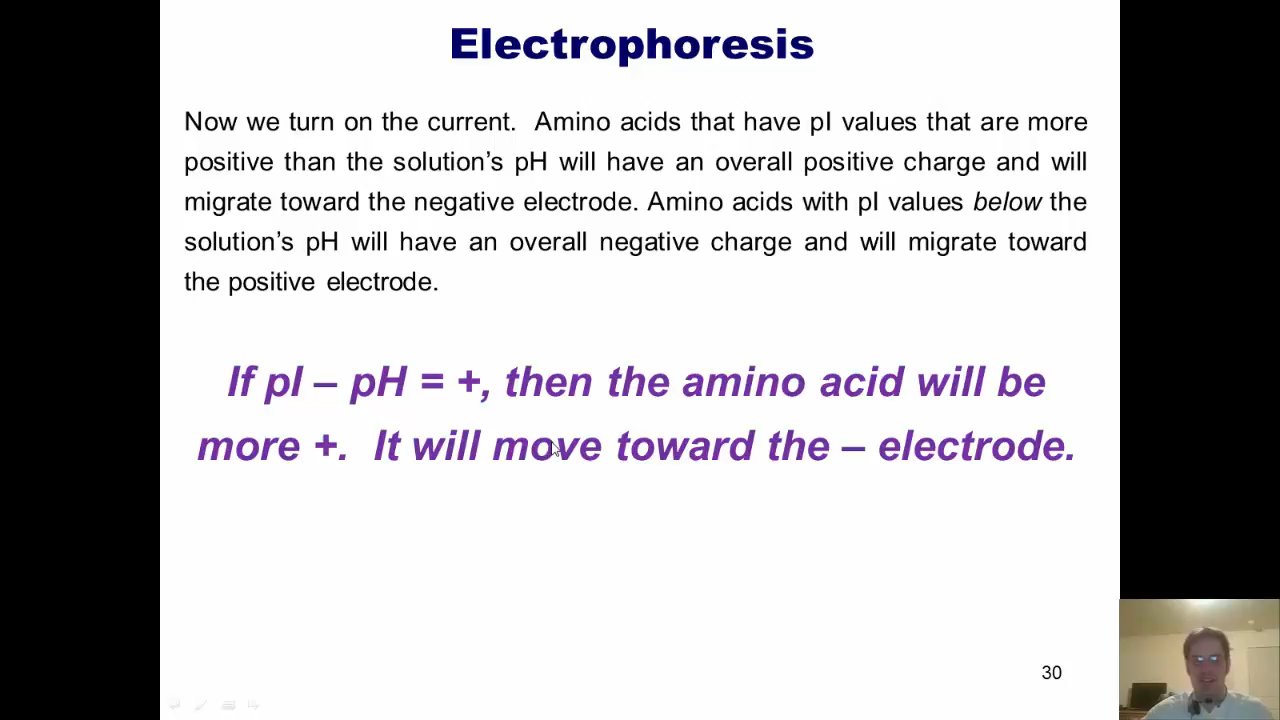 Electrophoresis
Now we turn on the current. Amino acids that have pI values that are more
positive than the solution’s pH will have an overall positive charge and will
migrate toward the negative electrode. Amino acids with pI values below the
solution’s pH will have an overall negative charge and will migrate toward
the positive electrode.
If pI – pH = +, then the amino acid will be
more +. It will move toward the – electrode.
30